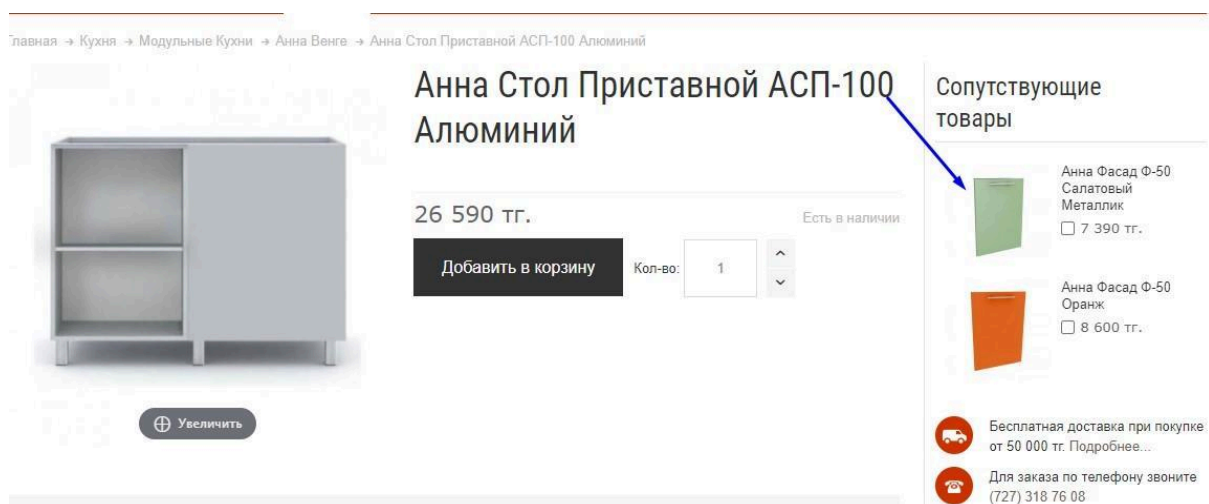 Главная → Кухня → Модульные Кухни → Анна Венге → Анна Стол Приставной АСП-100 Алюминий
Анна Стол Приставной АСП-100
Алюминий
26 590 тг.
Есть в наличии
Добавить в корзину
Кол-во:
1
Увеличить
Сопутствующие
товары
Анна Фасад Ф-50
Салатовый
Металлик
7 390 тг.
Анна Фасад Ф-50
Оранж
8 600 тг.
Бесплатная доставка при покупке
от 50 000 тг. Подробнее...
Для заказа по телефону звоните
(727) 318 76 08